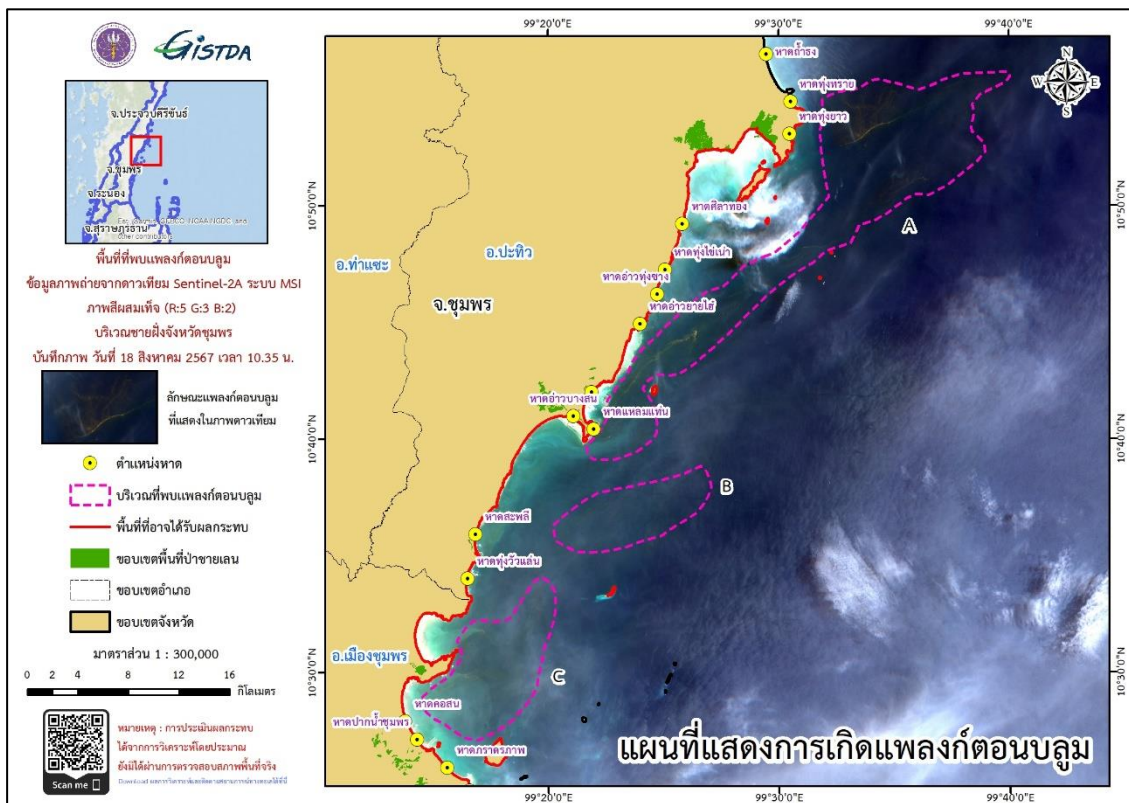 GISTDA
จ.ประจวบคีรีขันธ์
จ.ชุมพร
จ.ระนอง
จ.สุราษฎร์ธานี
พื้นที่ที่พบแพลงก์ตอนบลูม
ข้อมูลภาพถ่ายจากดาวเทียม Sentinel-2A ระบบ MSI
ภาพสีผสมเท็จ (R:5 G:3 B:2)
บริเวณชายฝั่งจังหวัดชุมพร
บันทึกภาพ วันที่ 18 สิงหาคม 2567 เวลา 10.35 น.
ลักษณะแพลงก์ตอนบลูม
ที่แสดงในภาพดาวเทียม
ตำแหน่งหาด
บริเวณที่พบแพลงก์ตอนบลูม
พื้นที่ที่อาจได้รับผลกระทบ
ขอบเขตพื้นที่ป่าชายเลน
ขอบเขตอำเภอ
ขอบเขตจังหวัด
มาตราส่วน 1 : 300,000
0 2 4 8 12 16
กิโลเมตร
Scan me
หมายเหตุ : การประเมินผลกระทบ
ได้จากการวิเคราะห์โดยประมาณ
ยังมิได้ผ่านการตรวจสอบสภาพพื้นที่จริง
99°20'0"E 99°30'0"E 99°40'0"E
N
W E
S
หาดถ้ำธง
หาดทุ่งทราย
หาดทุ่งยาว
10°50'0"N
หาดศิลาทอง
10°50'0"N
A
อ.ท่าแซะ
อ.ปะทิว
หาดทุ่งไข่เน่า
หาดอ่าวทุ่งซาง
จ.ชุมพร
หาดอ่าวยายไอ๋
หาดอ่าวบางสน
หาดแหลมแท่น
10°40'0"N
10°40'0"N
B
หาดสะพลี
หาดทุ่งวัวแล่น
อ.เมืองชุมพร
10°30'0"N
10°30'0"N
C
หาดคอสน
หาดปากน้ำชุมพร
หาดภราดรภาพ
แผนที่แสดงการเกิดแพลงก์ตอนบลูม
99°20'0"E 99°30'0"E 99°40'0"E